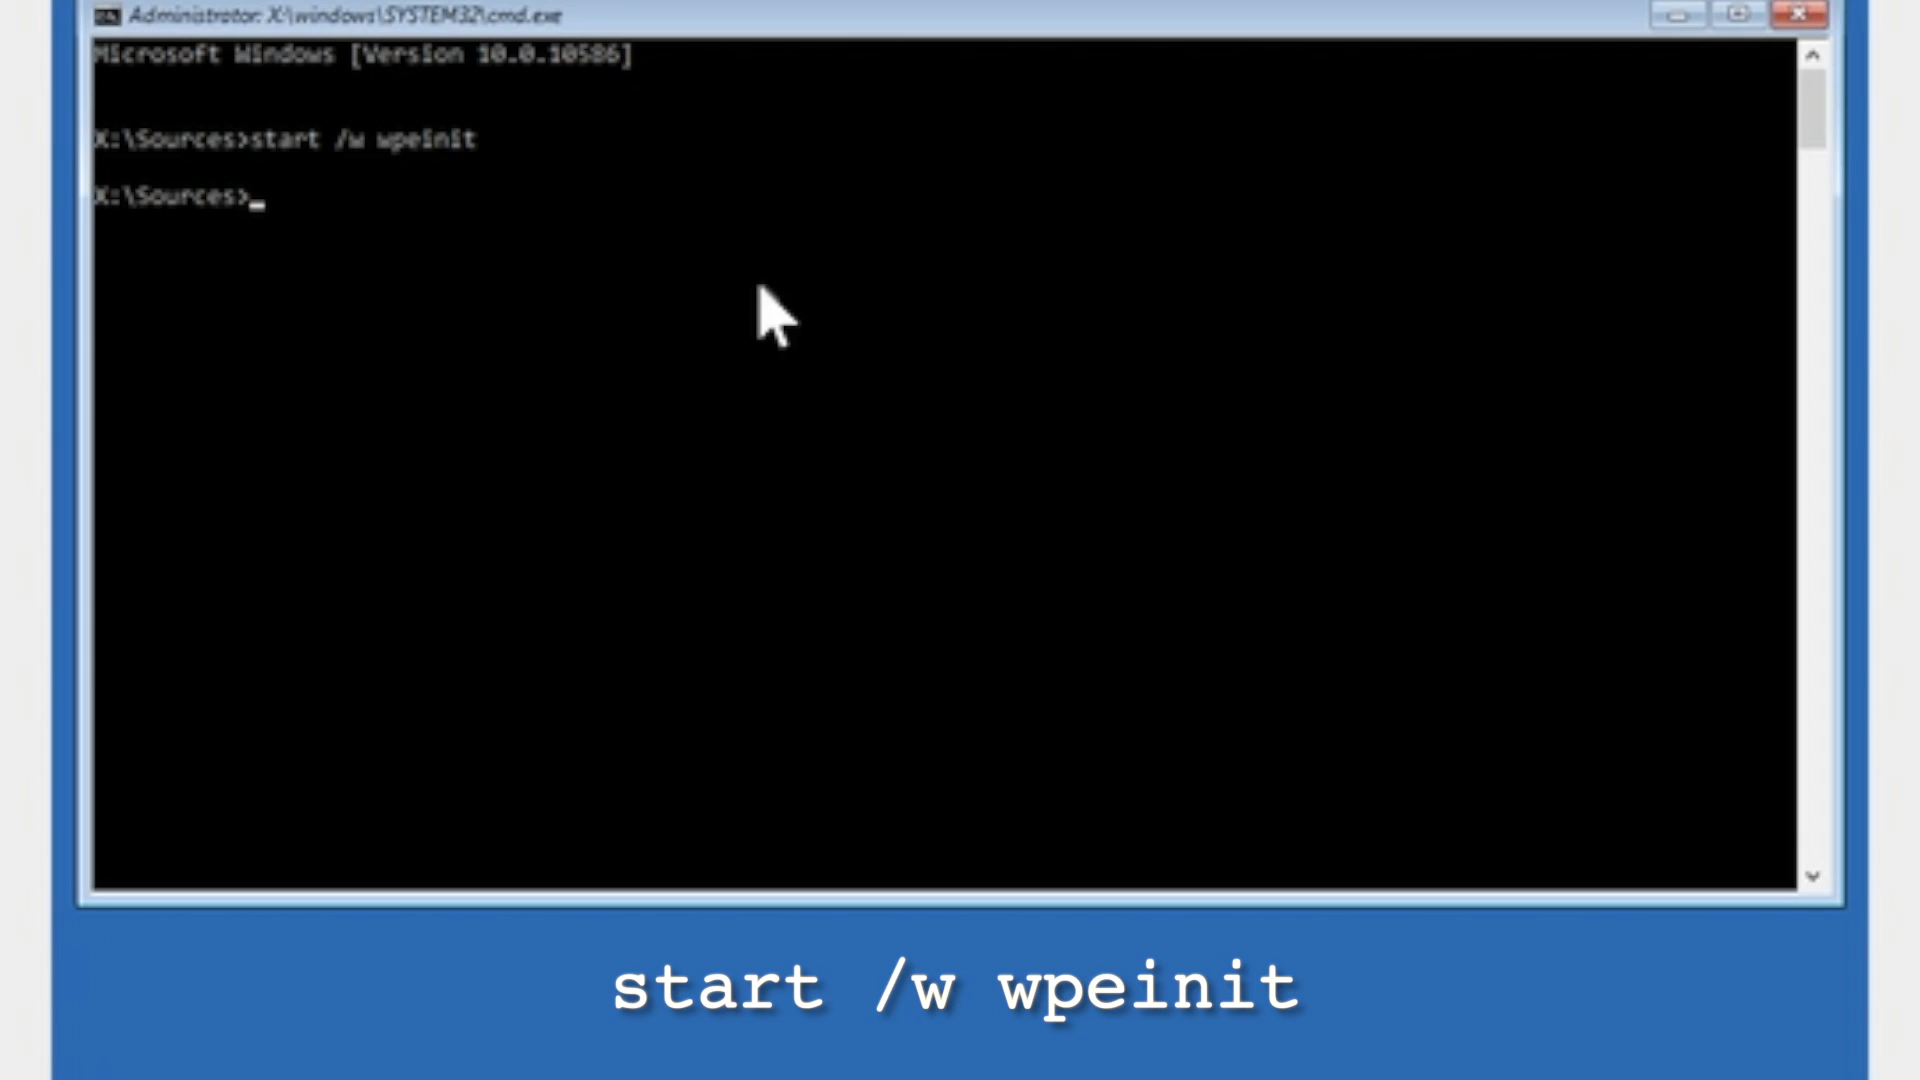 Administrator: X:\windows\SYSTEM32\cmd.exe
Microsoft Windows [Version 10.0.10586]
X:\Sources>start /w wpeinit
X:\Sources>_
start /w wpeinit